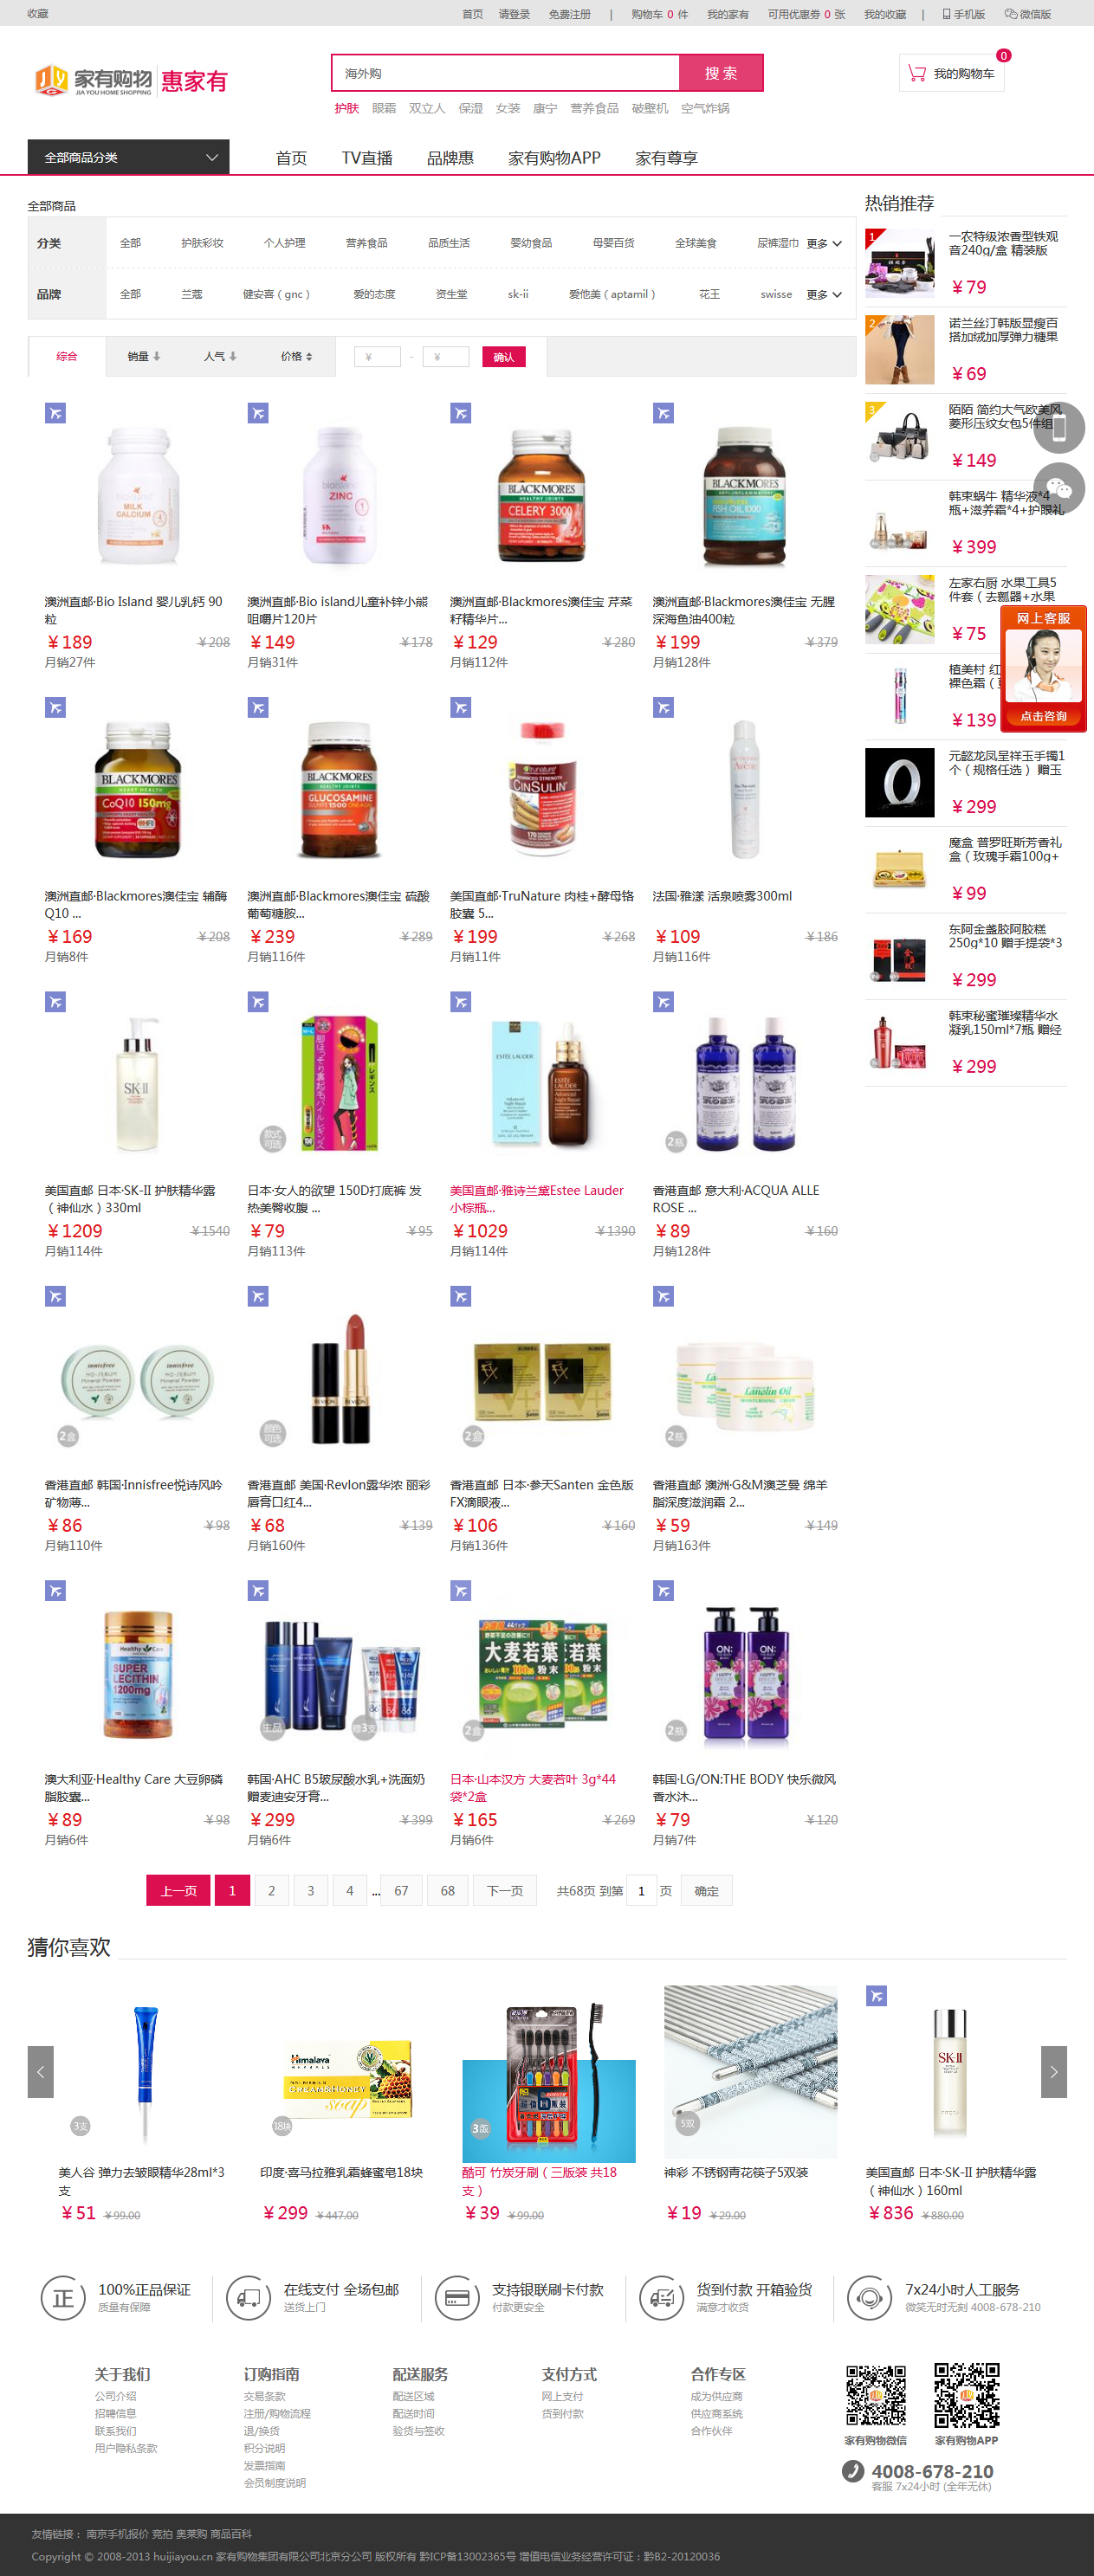 收藏
首页 请登录 免费注册 | 购物车 0 件 我的家有 可用优惠券 0 张 我的收藏 | 手机版 微信版
家有购物 惠家有
JIA YOU HOME SHOPPING
海外购 搜 索
我的购物车 0
护肤 眼霜 双立人 保湿 女装 康宁 营养食品 破壁机 空气炸锅
全部商品分类 首页 TV直播 品牌惠 家有购物APP 家有尊享
全部商品
分类 全部 护肤彩妆 个人护理 营养食品 品质生活 婴幼食品 母婴百货 全球美食 尿裤湿巾 更多
品牌 全部 兰蔻 健安喜（gnc） 爱的态度 资生堂 sk-ii 爱他美（aptamil） 花王 swisse 更多
综合 销量 人气 价格 ¥ - ¥ 确认
澳洲直邮·Bio Island 婴儿乳钙 90
粒
¥189 ¥208
月销27件
澳洲直邮·Bio island儿童补锌小熊
咀嚼片120片
¥149 ¥178
月销31件
澳洲直邮·Blackmores澳佳宝 芹菜
籽精华片...
¥129 ¥280
月销112件
澳洲直邮·Blackmores澳佳宝 无腥
深海鱼油400粒
¥199 ¥379
月销128件
澳洲直邮·Blackmores澳佳宝 辅酶
Q10 ...
¥169 ¥208
月销8件
澳洲直邮·Blackmores澳佳宝 硫酸
葡萄糖胺...
¥239 ¥289
月销116件
美国直邮·TruNature 肉桂+酵母铬
胶囊 5...
¥199 ¥268
月销11件
法国·雅漾 活泉喷雾300ml
¥109 ¥186
月销116件
美国直邮 日本·SK-II 护肤精华露
（神仙水）330ml
¥1209 ¥1540
月销114件
日本·女人的欲望 150D打底裤 发
热美臀收腹 ...
¥79 ¥95
月销113件
美国直邮·雅诗兰黛Estee Lauder
小棕瓶...
¥1029 ¥1390
月销114件
香港直邮 意大利·ACQUA ALLE
ROSE ...
¥89 ¥160
月销128件
香港直邮 韩国·Innisfree悦诗风吟
矿物薄...
¥86 ¥98
月销110件
香港直邮 美国·Revlon露华浓 丽彩
唇膏口红4...
¥68 ¥139
月销160件
香港直邮 日本·参天Santen 金色版
FX滴眼液...
¥106 ¥160
月销136件
香港直邮 澳洲·G&M澳芝曼 绵羊
脂深度滋润霜 2...
¥59 ¥149
月销163件
澳大利亚·Healthy Care 大豆卵磷
脂胶囊...
¥89 ¥98
月销6件
韩国·AHC B5玻尿酸水乳+洗面奶
赠麦迪安牙膏...
¥299 ¥399
月销6件
日本·山本汉方 大麦若叶 3g*44
袋*2盒
¥165 ¥269
月销6件
韩国·LG/ON:THE BODY 快乐微风
香水沐...
¥79 ¥120
月销7件
上一页 1 2 3 4 ... 67 68 下一页 共68页 到第 1 页 确定
热销推荐
1
一农特级浓香型铁观
音240g/盒 精装版
¥79
2
诺兰丝汀韩版显瘦百
搭加绒加厚弹力糖果
¥69
3
陌陌 简约大气欧美风
菱形压纹女包5件组
¥149
韩束蜗牛 精华液*4
瓶+滋养霜*4+护眼礼
¥399
左家右厨 水果工具5
件套（去瓤器+水果
¥75
植美村 红
裸色霜（
¥139
元懿龙凤呈祥玉手镯1
个（规格任选） 赠玉
¥299
魔盒 普罗旺斯芳香礼
盒（玫瑰手霜100g+
¥99
东阿金盏胶阿胶糕
250g*10 赠手提袋*3
¥299
韩束秘蜜璀璨精华水
凝乳150ml*7瓶 赠经
¥299
网上客服
点击咨询
猜你喜欢
美人谷 弹力去皱眼精华28ml*3
支
¥51 ¥99.00
印度·喜马拉雅乳霜蜂蜜皂18块
¥299 ¥447.00
酷可 竹炭牙刷（三版装 共18
支）
¥39 ¥99.00
神彩 不锈钢青花筷子5双装
¥19 ¥29.00
美国直邮 日本·SK-II 护肤精华露
（神仙水）160ml
¥836 ¥880.00
正 100%正品保证
质量有保障
在线支付 全场包邮
送货上门
支持银联刷卡付款
付款更安全
货到付款 开箱验货
满意才收货
7x24小时人工服务
微笑无时无刻 4008-678-210
关于我们
公司介绍
招聘信息
联系我们
用户隐私条款
订购指南
交易条款
注册/购物流程
退/换货
积分说明
发票指南
会员制度说明
配送服务
配送区域
配送时间
验货与签收
支付方式
网上支付
货到付款
合作专区
成为供应商
供应商系统
合作伙伴
家有购物微信 家有购物APP
4008-678-210
客服 7x24小时 (全年无休)
友情链接： 南京手机报价 竞拍 奥莱购 商品百科
Copyright © 2008-2013 huijiayou.cn 家有购物集团有限公司北京分公司 版权所有 黔ICP备13002365号 增值电信业务经营许可证：黔B2-20120036